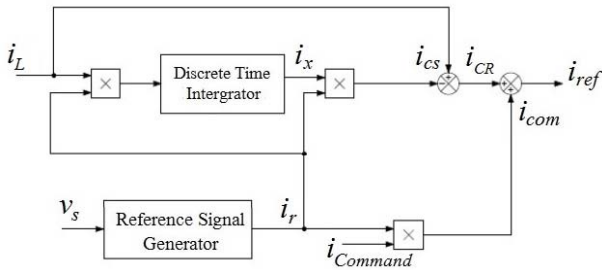 i_L
×
Discrete Time
Intergrator
i_x
×
i_cs
+
−
i_CR
+
+
i_ref
i_com
v_s
Reference Signal
Generator
i_r
×
i_Command